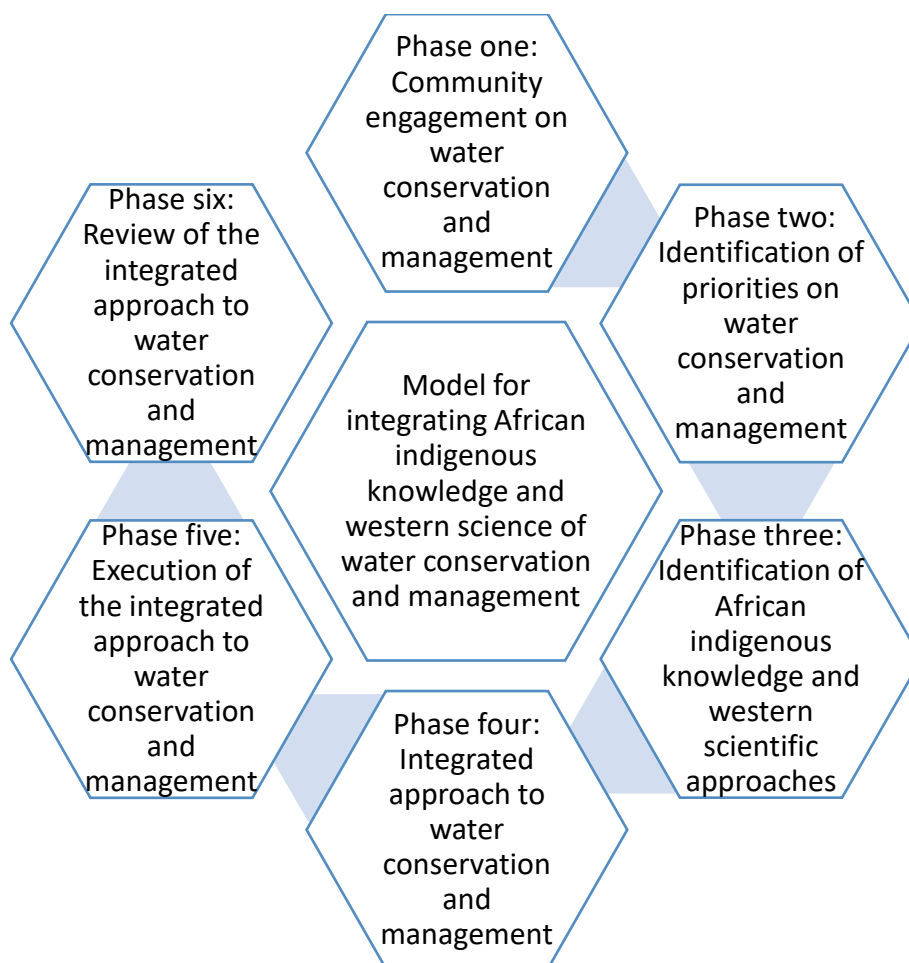 Phase one:
Community
engagement on
water
conservation
and
management
Phase two:
Identification of
priorities on
water
conservation
and
management
Phase three:
Identification of
African
indigenous
knowledge and
western
scientific
approaches
Phase four:
Integrated
approach to
water
conservation
and
management
Phase five:
Execution of
the integrated
approach to
water
conservation
and
management
Phase six:
Review of the
integrated
approach to
water
conservation
and
management
Model for
integrating African
indigenous
knowledge and
western science of
water conservation
and management